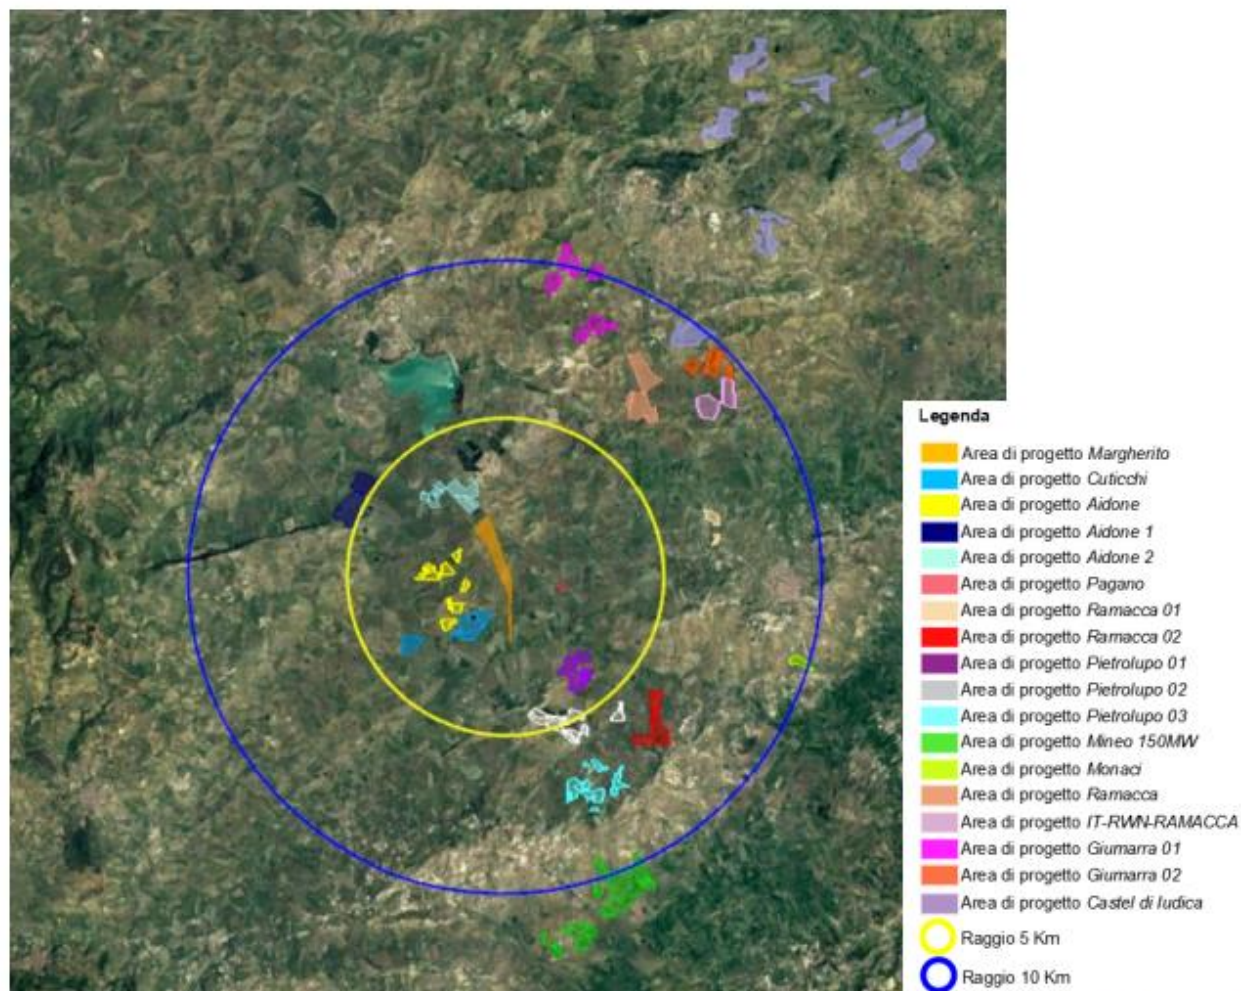 Legenda
Area di progetto Margherito
Area di progetto Cuticchi
Area di progetto Aidone
Area di progetto Aidone 1
Area di progetto Aidone 2
Area di progetto Pagano
Area di progetto Ramacca 01
Area di progetto Ramacca 02
Area di progetto Pietrolupo 01
Area di progetto Pietrolupo 02
Area di progetto Pietrolupo 03
Area di progetto Mineo 150MW
Area di progetto Monaci
Area di progetto Ramacca
Area di progetto IT-RWN-RAMACCA
Area di progetto Giumarra 01
Area di progetto Giumarra 02
Area di progetto Castel di Iudica
Raggio 5 Km
Raggio 10 Km